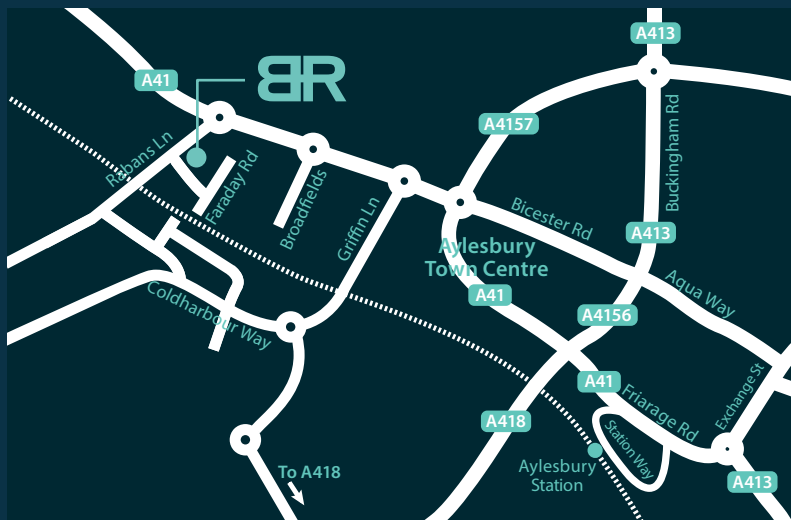 A413
BR
A41
A4157
Buckingham Rd
Rabans Ln
Faraday Rd
Broadfields
Griffin Ln
Bicester Rd
A413
Aylesbury
Town Centre
A41
Aqua Way
Coldharbour Way
A4156
A41
Exchange St
Friarage Rd
A418
Station Way
Aylesbury
Station
To A418
A413